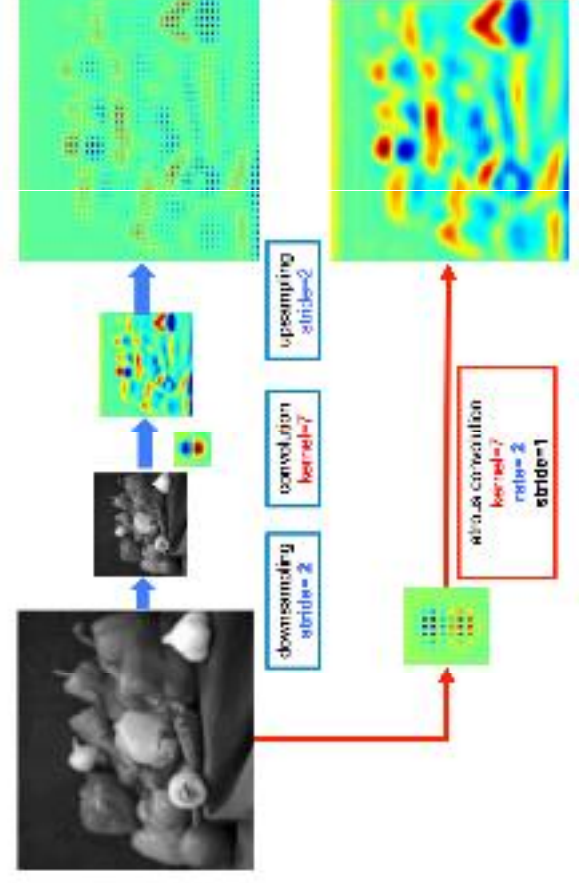 downsampling
stride=2
convolution
kernel=7
upsampling
stride=2
atrous convolution
kernel=7
rate=2
stride=1